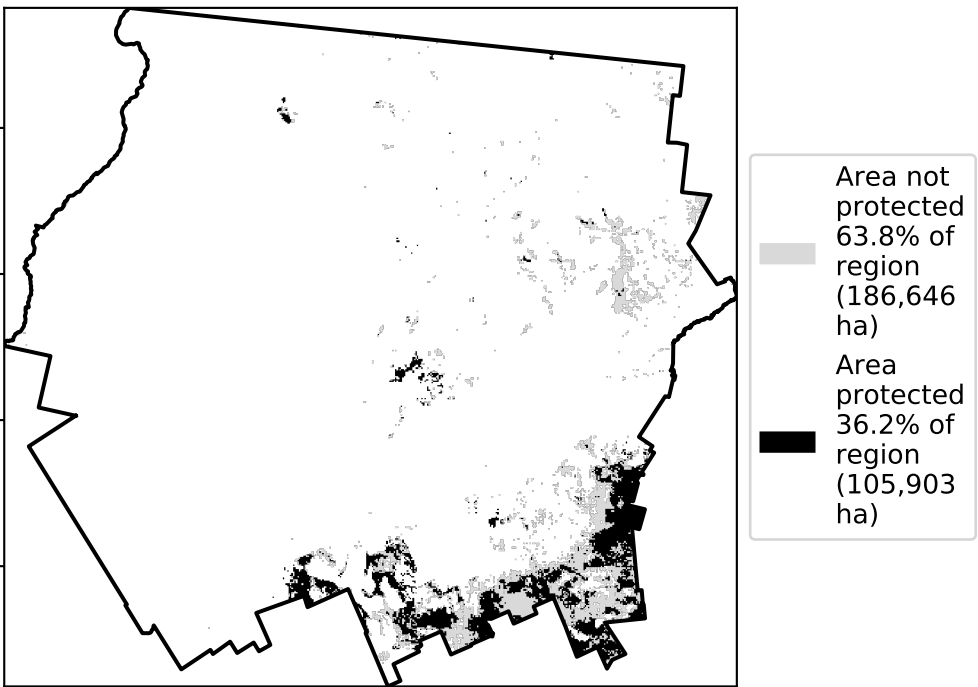 Area not
protected
63.8% of
region
(186,646
ha)
Area
protected
36.2% of
region
(105,903
ha)